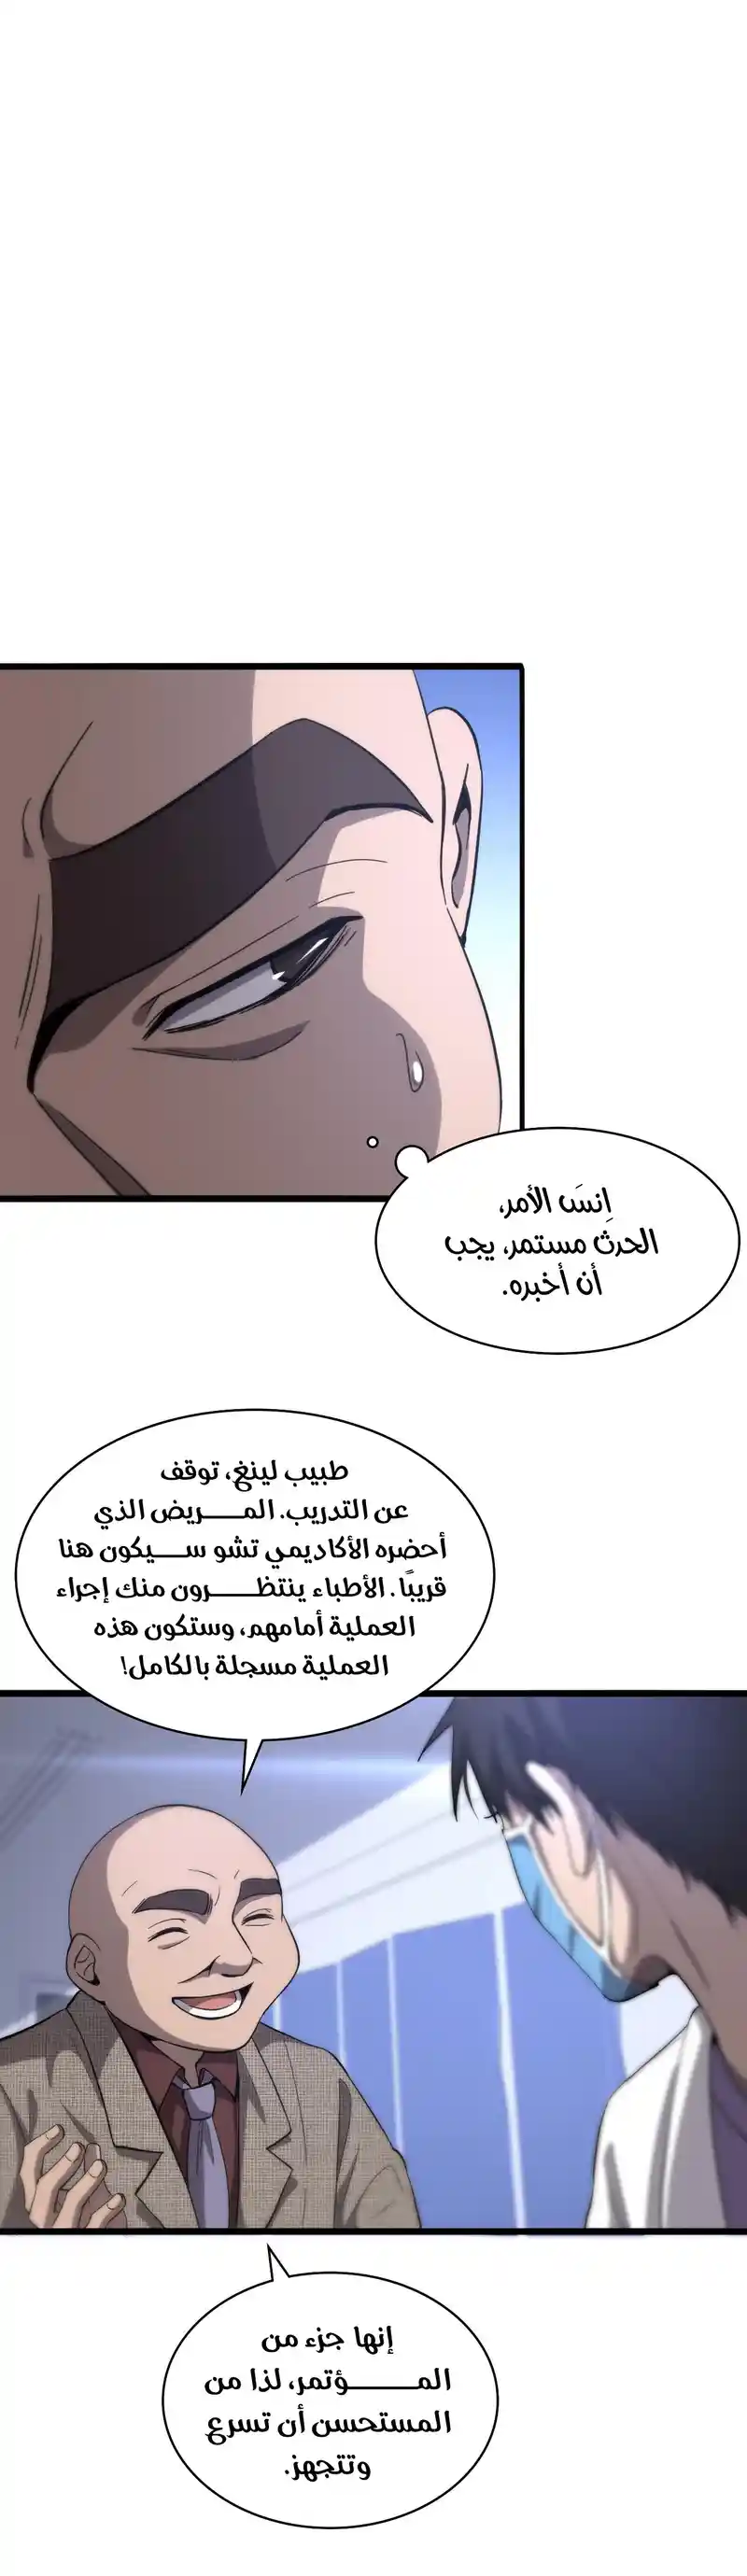 اِنسَ الأمر،
الحرث مستمر، يجب
أن أخبره.
طبيب لينغ، توقف
عن التدريب. المـــريض الذي
أحضره الأكاديمي تشو ســيكون هنا
قريبًا. الأطباء ينتظـــرون منك إجراء
العملية أمامهم، وستكون هذه
العملية مسجلة بالكامل!
إنها جزء من
المـــــؤتمر، لذا من
المستحسن أن تسرع
وتتجهز.